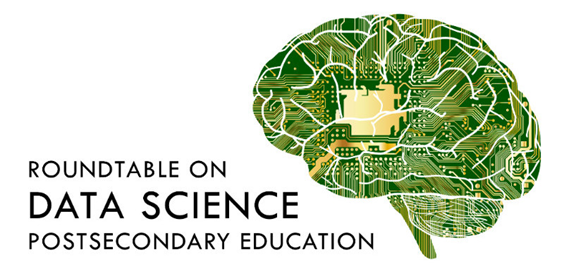 ROUNDTABLE ON
DATA SCIENCE
POSTSECONDARY EDUCATION